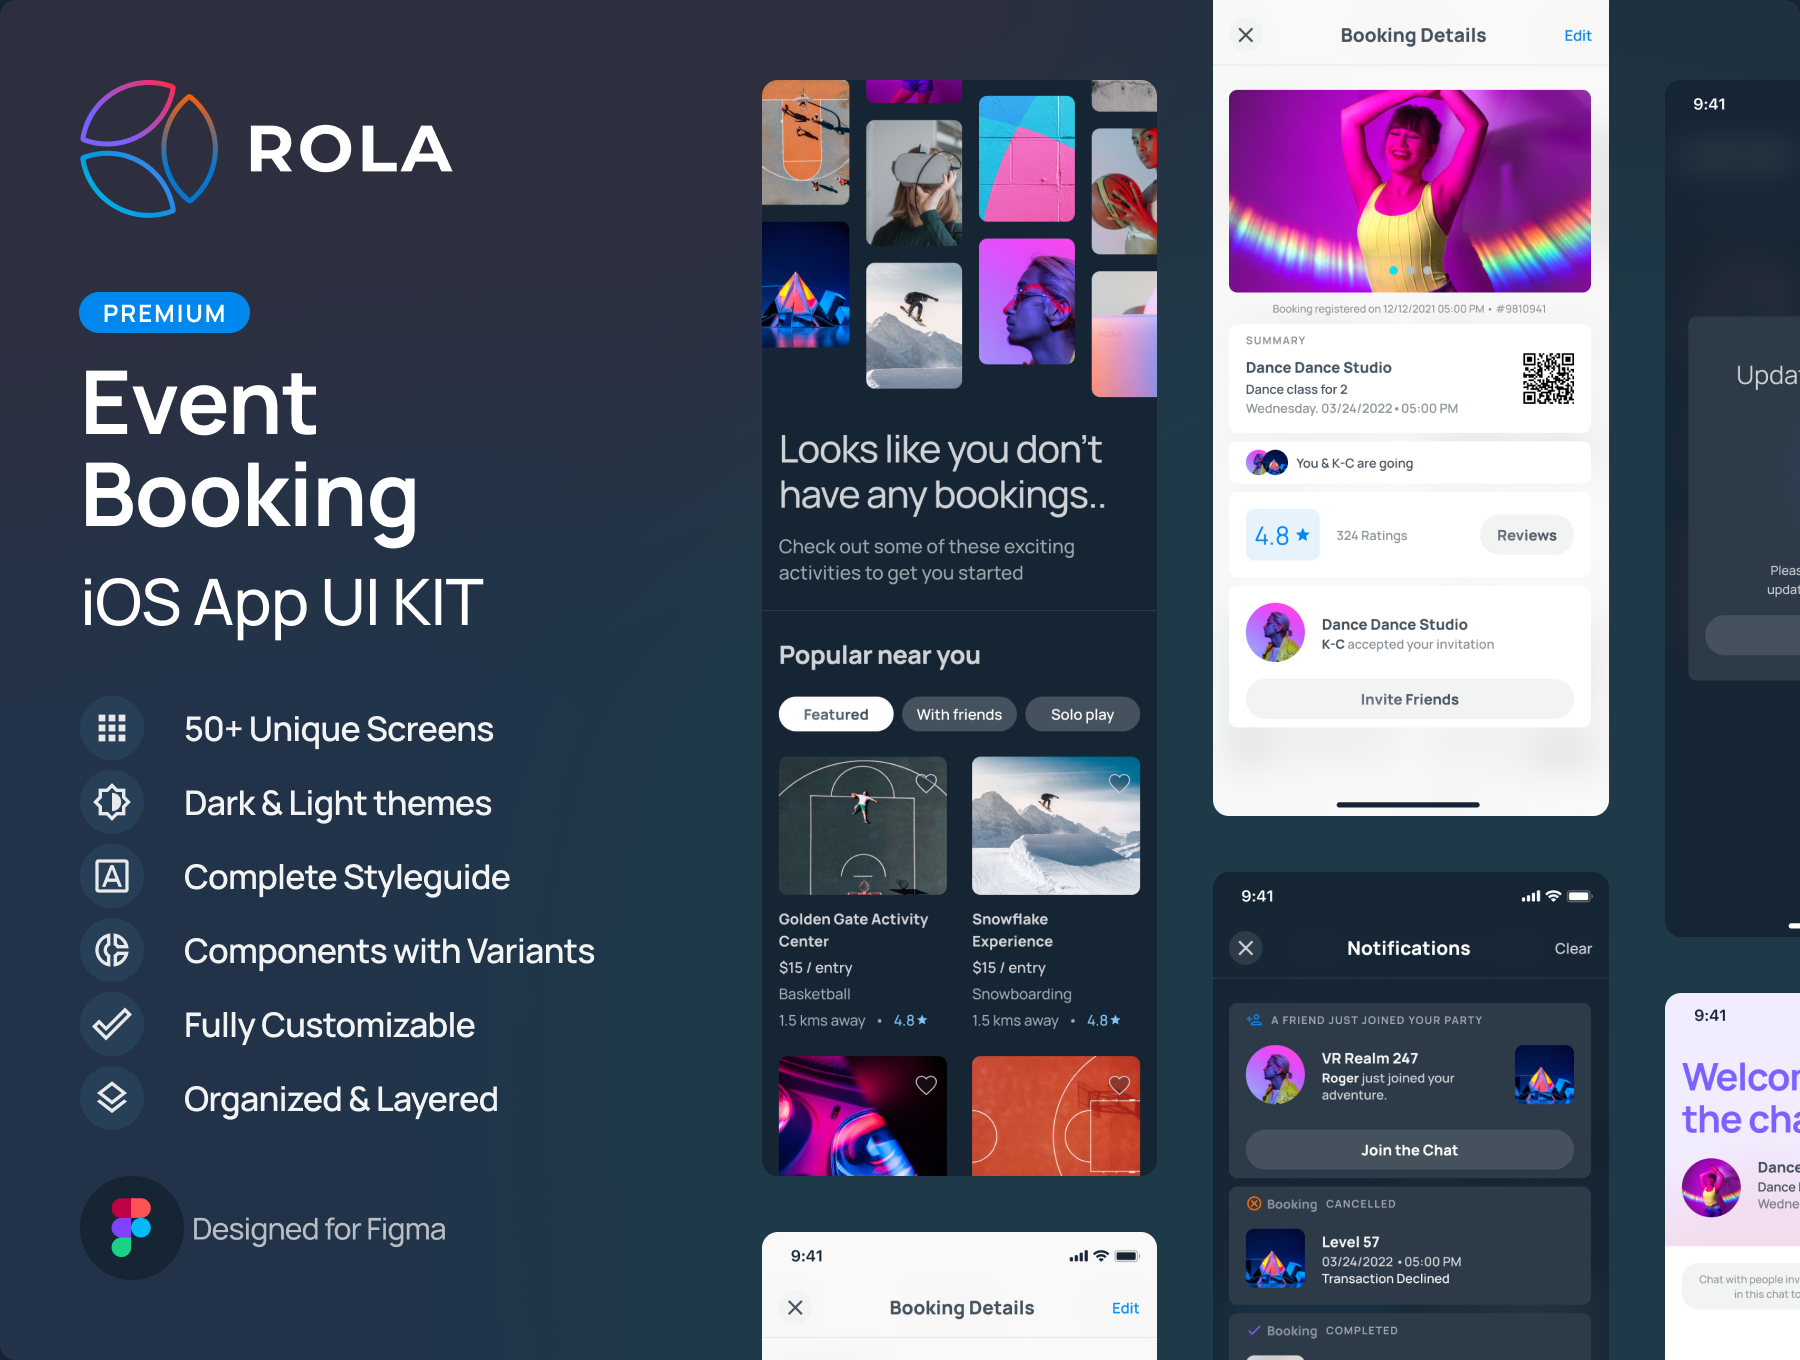 ROLA
PREMIUM
Event
Booking
iOS App UI KIT
50+ Unique Screens
Dark & Light themes
Complete Styleguide
Components with Variants
Fully Customizable
Organized & Layered
Designed for Figma
Looks like you don't
have any bookings..
Check out some of these exciting
activities to get you started
Popular near you
Featured
With friends
Solo play
Golden Gate Activity
Center
$15 / entry
Basketball
1.5 kms away • 4.8★
Snowflake
Experience
$15 / entry
Snowboarding
1.5 kms away • 4.8★
9:41
Booking Details
Edit
Booking Details
Edit
Booking registered on 12/12/2021 05:00 PM • #9810941
SUMMARY
Dance Dance Studio
Dance class for 2
Wednesday. 03/24/2022•05:00 PM
You & K-C are going
4.8★
324 Ratings
Reviews
Dance Dance Studio
K-C accepted your invitation
Invite Friends
9:41
Notifications
Clear
A FRIEND JUST JOINED YOUR PARTY
VR Realm 247
Roger just joined your
adventure.
Join the Chat
Booking CANCELLED
Level 57
03/24/2022 •05:00 PM
Transaction Declined
Booking COMPLETED
9:41
9:41
the
Dance
Chat with people
in this chat